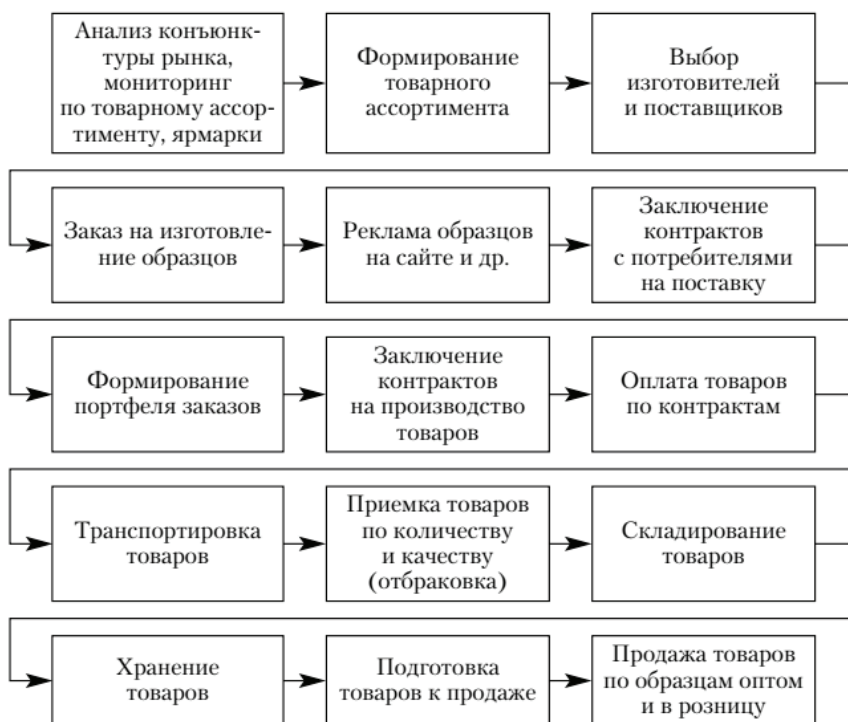 Анализ конъюнк-
туры рынка,
мониторинг
по товарному ассор-
тименту, ярмарки
Формирование
товарного
ассортимента
Выбор
изготовителей
и поставщиков
Заказ на изготовле-
ние образцов
Реклама образцов
на сайте и др.
Заключение
контрактов
с потребителями
на поставку
Формирование
портфеля заказов
Заключение
контрактов
на производство
товаров
Оплата товаров
по контрактам
Транспортировка
товаров
Приемка товаров
по количеству
и качеству
(отбраковка)
Складирование
товаров
Хранение
товаров
Подготовка
товаров к продаже
Продажа товаров
по образцам оптом
и в розницу